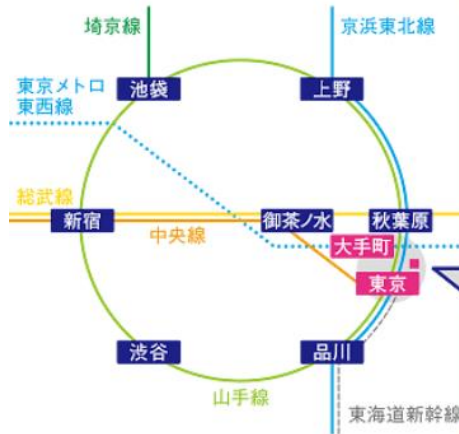 埼京線
京浜東北線
東京メトロ
東西線
池袋
上野
総武線
新宿
御茶ノ水
秋葉原
中央線
大手町
東京
渋谷
品川
山手線
東海道新幹線